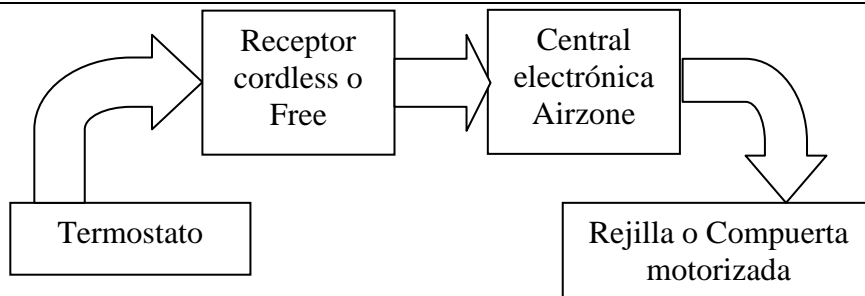 Receptor
cordless o
Free
Central
electrónica
Airzone
Termostato
Rejilla o Compuerta
motorizada